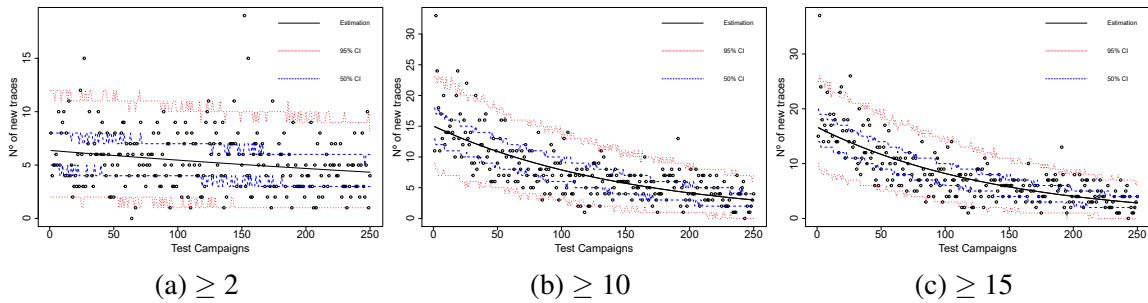 Estimation
95% CI
50% CI
Nº of new traces
0 5 10 15
0 50 100 150 200 250
Test Campaigns
(a) ≥ 2
Estimation
95% CI
50% CI
Nº of new traces
0 5 10 15 20 25 30
0 50 100 150 200 250
Test Campaigns
(b) ≥ 10
Estimation
95% CI
50% CI
Nº of new traces
0 10 20 30
0 50 100 150 200 250
Test Campaigns
(c) ≥ 15